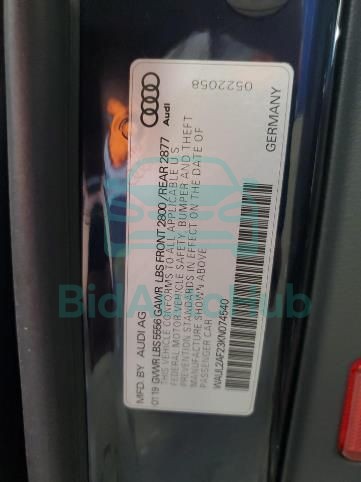 Audi
0522058
MFD. BY AUDI AG
GERMANY
01.19 GVWR LBS 5556 GAWR LBS FRONT 2800 / REAR 2877
THIS VEHICLE CONFORMS TO ALL APPLICABLE U.S.
FEDERAL MOTOR VEHICLE SAFETY, BUMPER AND THEFT
PREVENTION STANDARDS IN EFFECT ON THE DATE OF
MANUFACTURE SHOWN ABOVE
PASSENGER CAR
WAUL2AF23KN074540
BidAutoHub